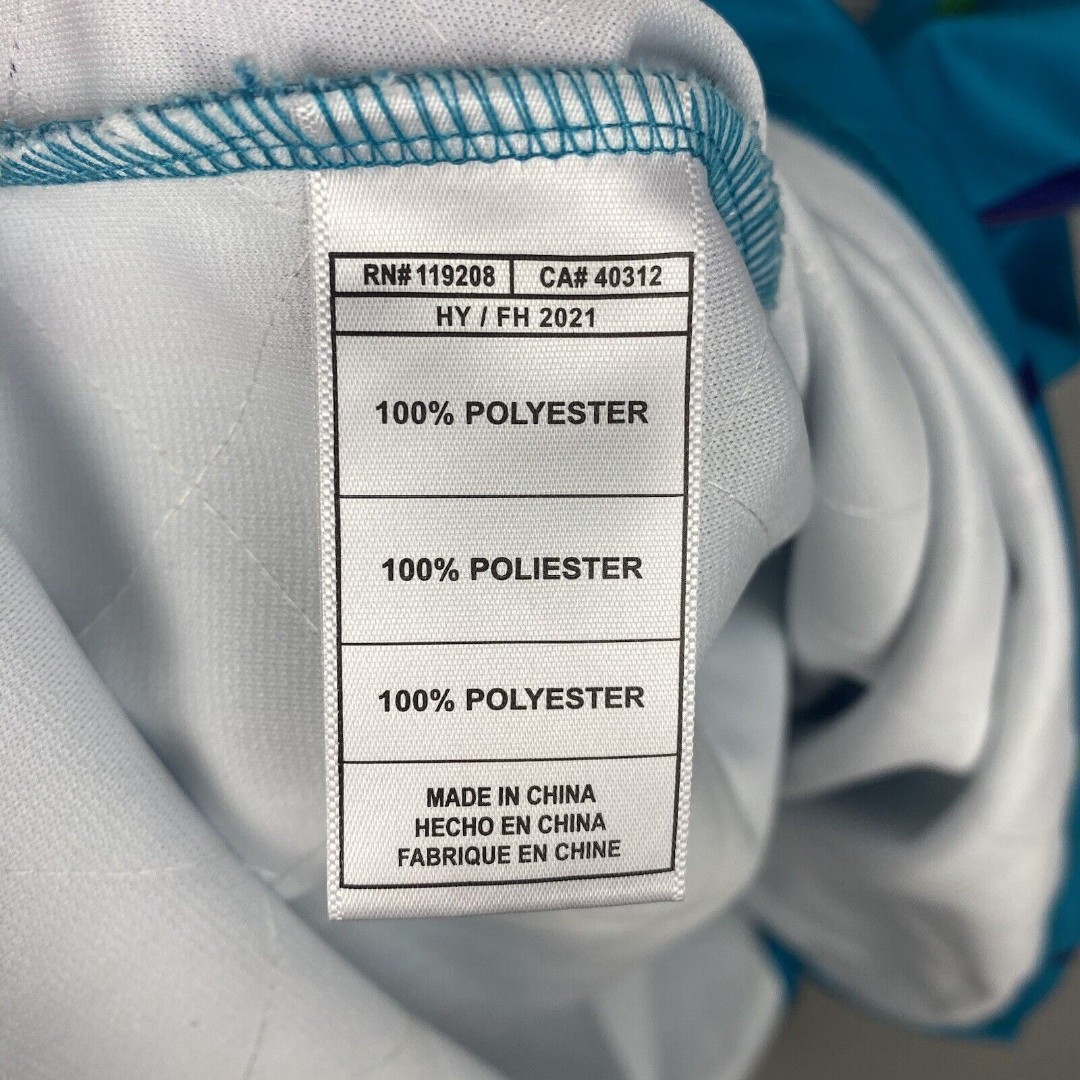 RN# 119208 CA# 40312
HY / FH 2021
100% POLYESTER
100% POLIESTER
100% POLYESTER
MADE IN CHINA
HECHO EN CHINA
FABRIQUE EN CHINE